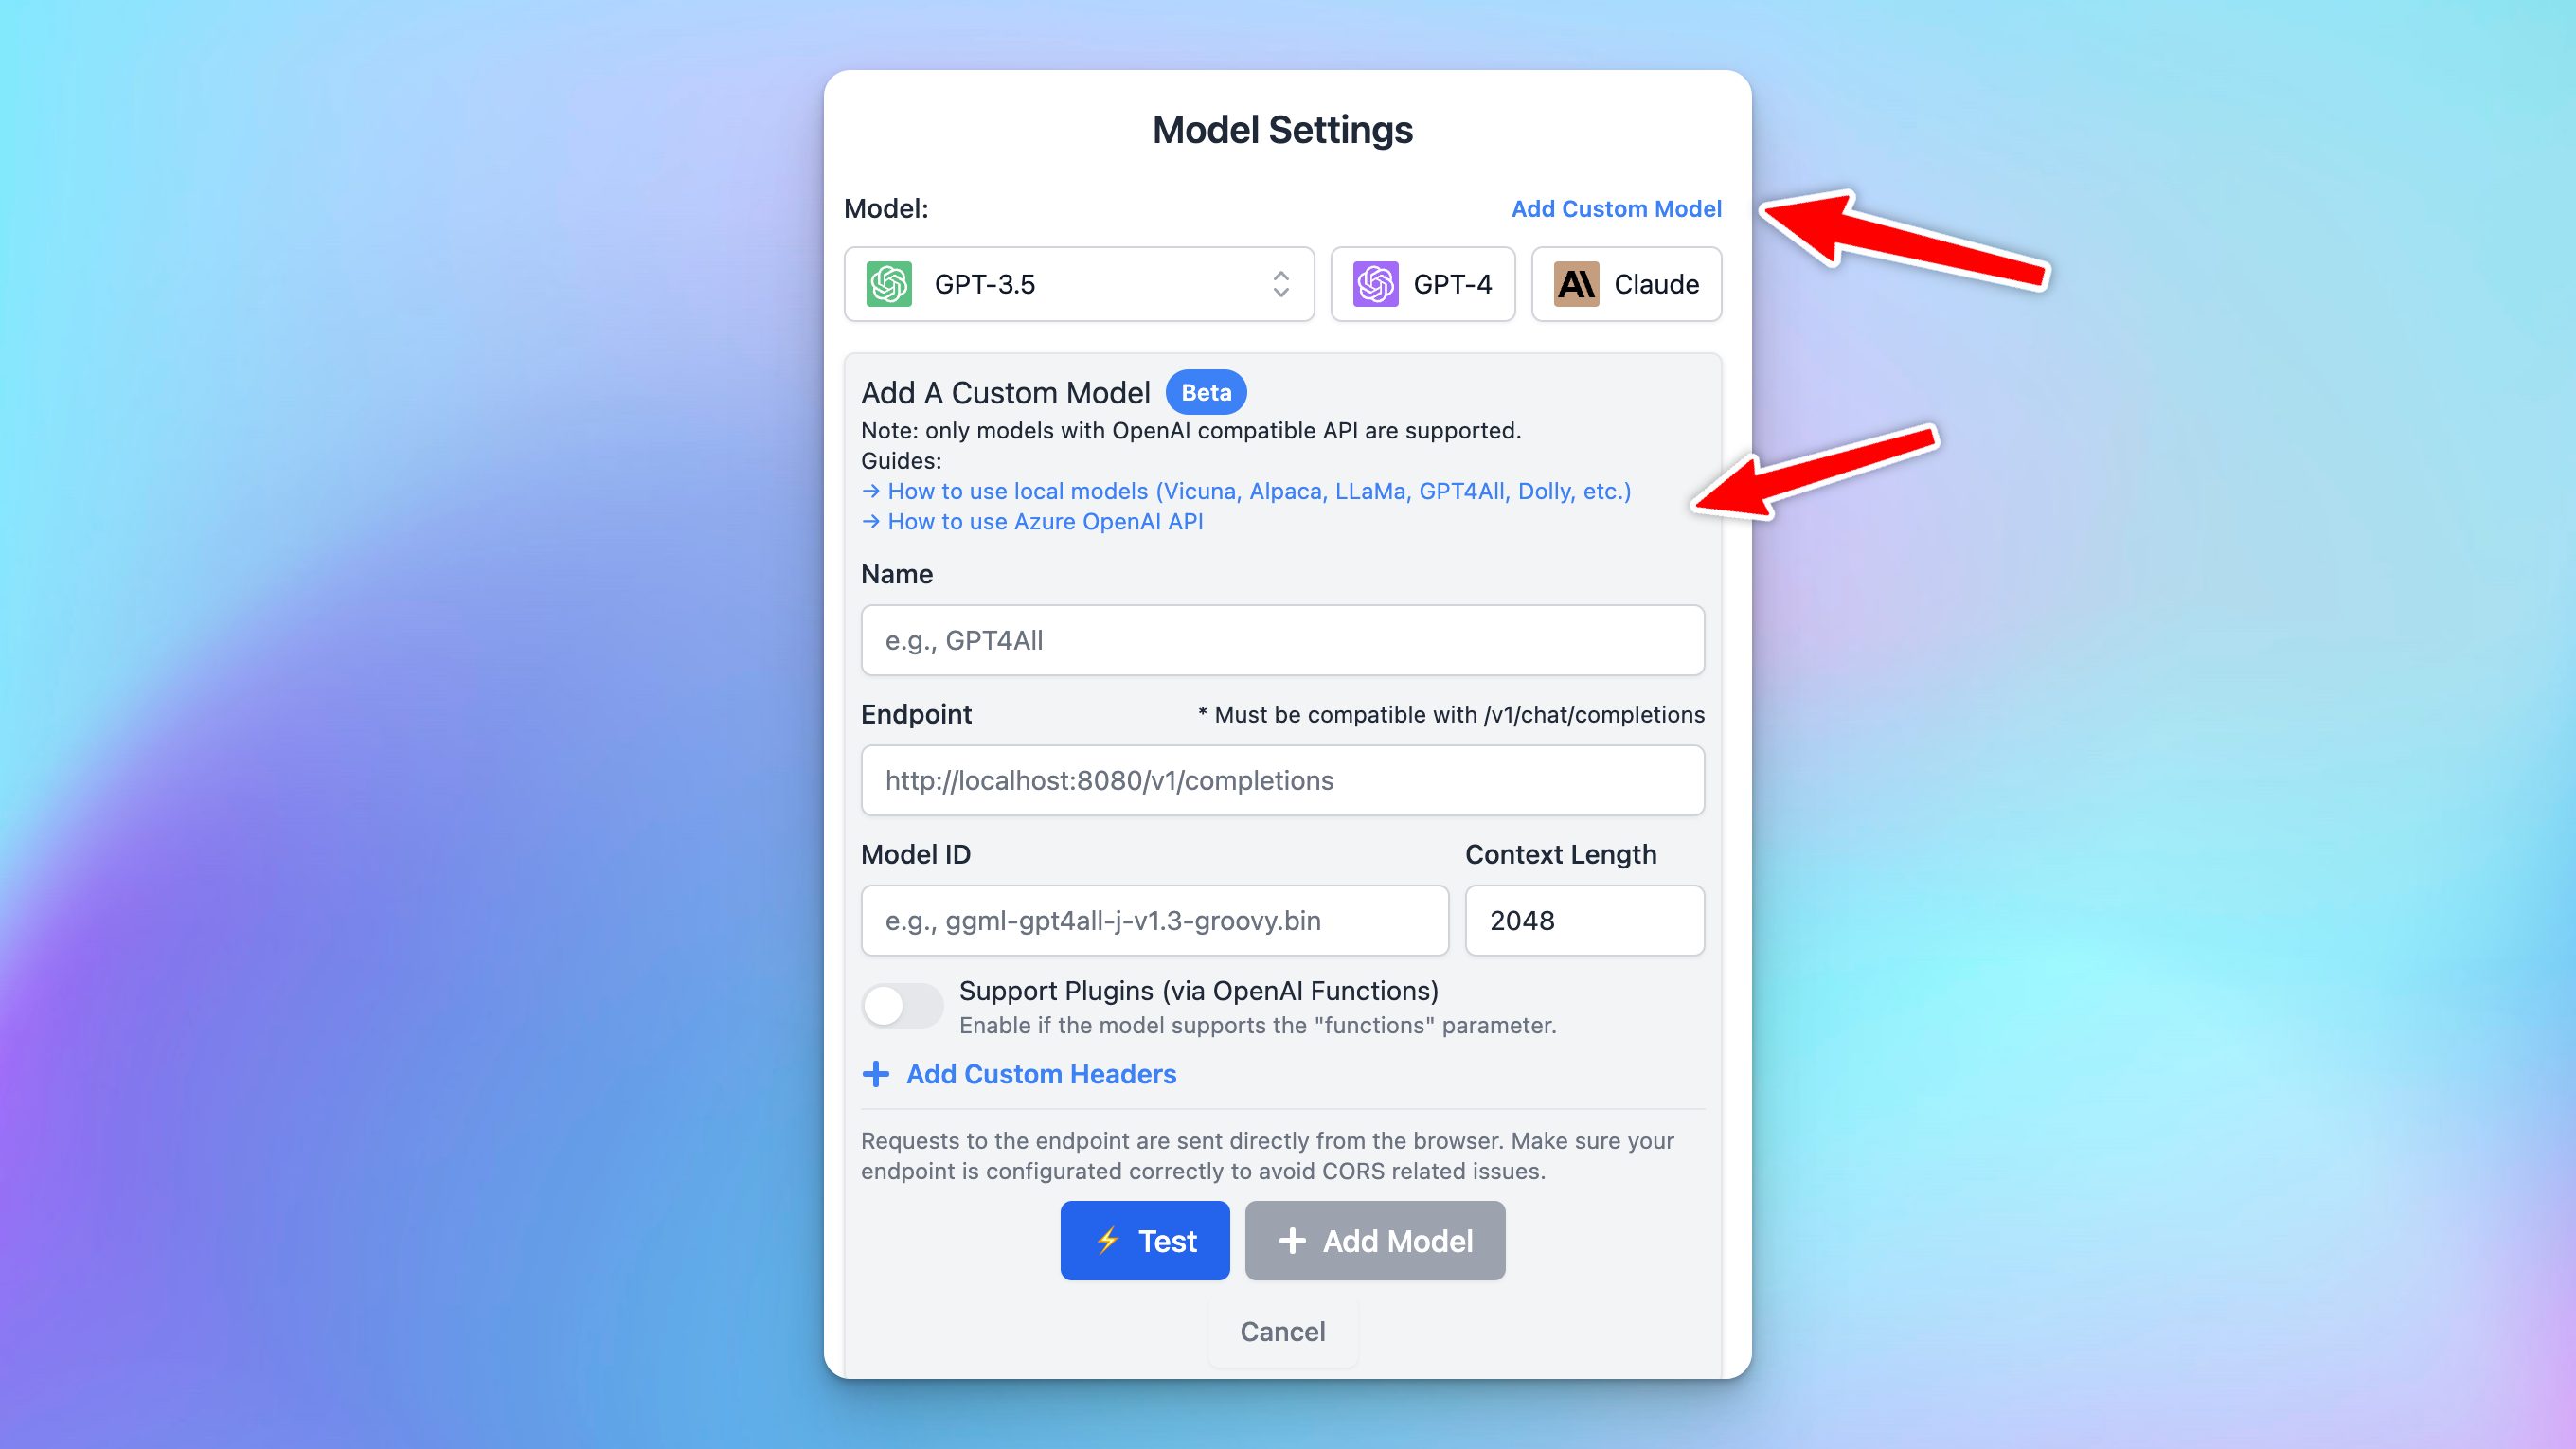 Model Settings
Model:
Add Custom Model
GPT-3.5
GPT-4
Claude
Add A Custom Model Beta
Note: only models with OpenAI compatible API are supported.
Guides:
→ How to use local models (Vicuna, Alpaca, LLaMa, GPT4All, Dolly, etc.)
→ How to use Azure OpenAI API
Name
e.g., GPT4All
Endpoint
* Must be compatible with /v1/chat/completions
http://localhost:8080/v1/completions
Model ID
Context Length
e.g., ggml-gpt4all-j-v1.3-groovy.bin
2048
Support Plugins (via OpenAI Functions)
Enable if the model supports the "functions" parameter.
+ Add Custom Headers
Requests to the endpoint are sent directly from the browser. Make sure your
endpoint is configurated correctly to avoid CORS related issues.
⚡ Test
+ Add Model
Cancel